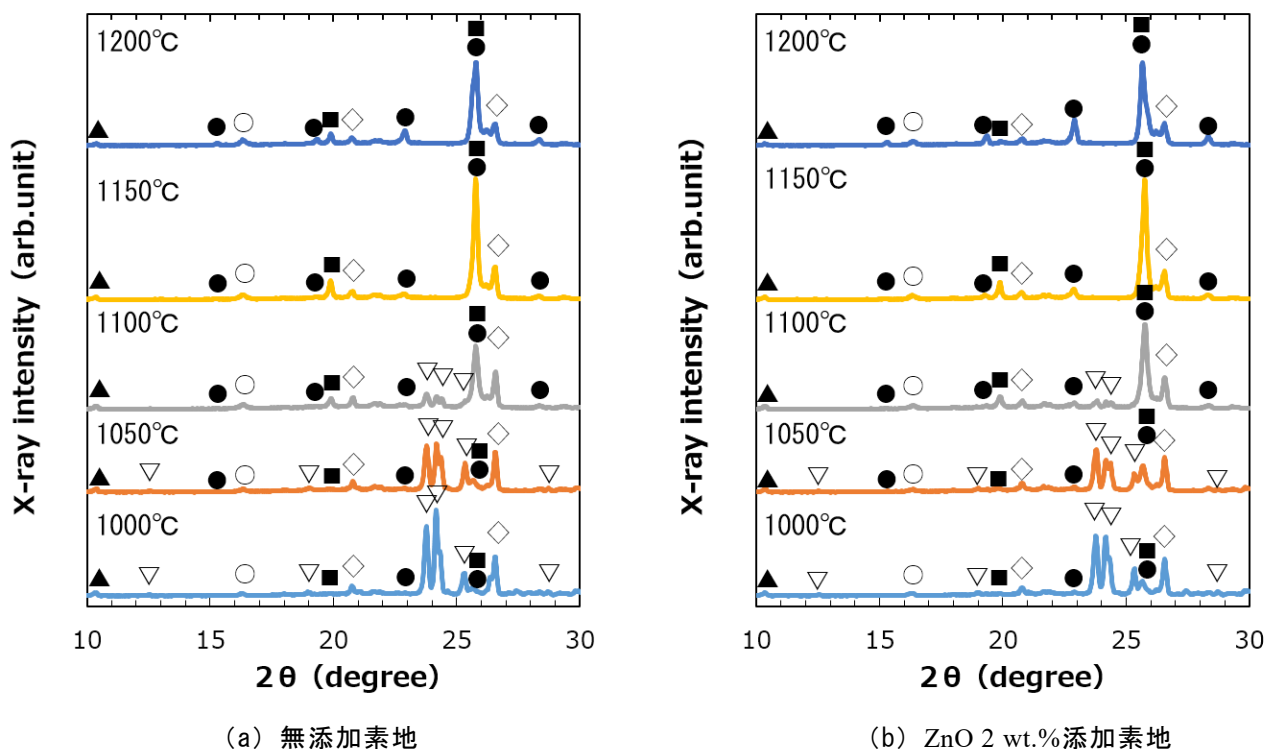 X-ray intensity (arb.unit)
1200℃
1150℃
1100℃
1050℃
1000℃
10 15 20 25 30
2θ (degree)
(a) 無添加素地
X-ray intensity (arb.unit)
1200℃
1150℃
1100℃
1050℃
1000℃
10 15 20 25 30
2θ (degree)
(b) ZnO 2 wt.%添加素地